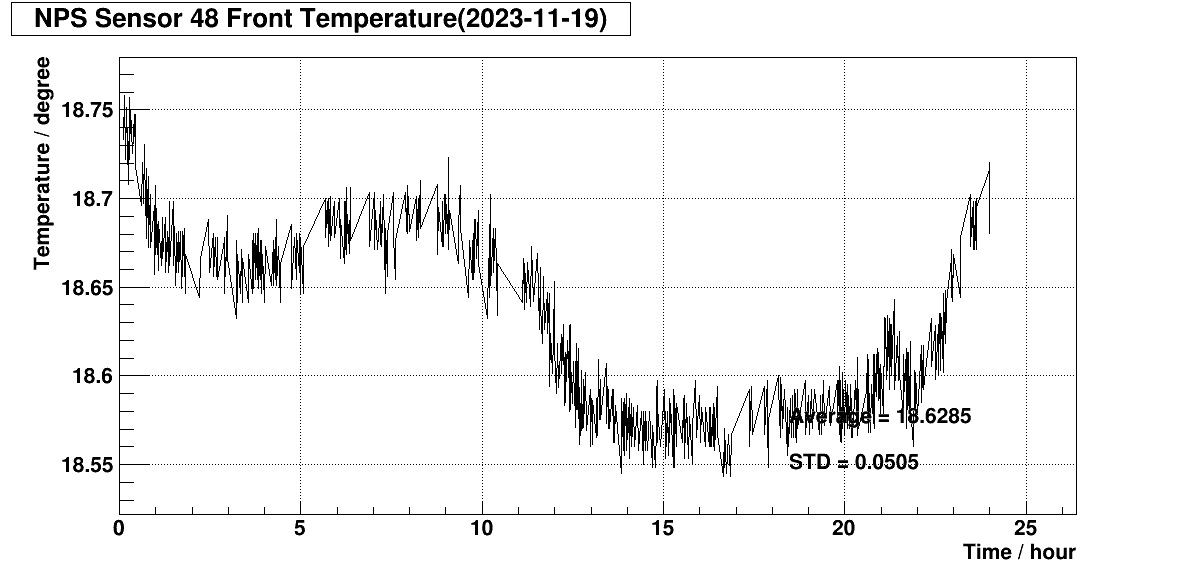 NPS Sensor 48 Front Temperature(2023-11-19)
Temperature / degree
18.75
18.7
18.65
18.6
18.55
Average = 18.6285
STD = 0.0505
0 5 10 15 20 25
Time / hour